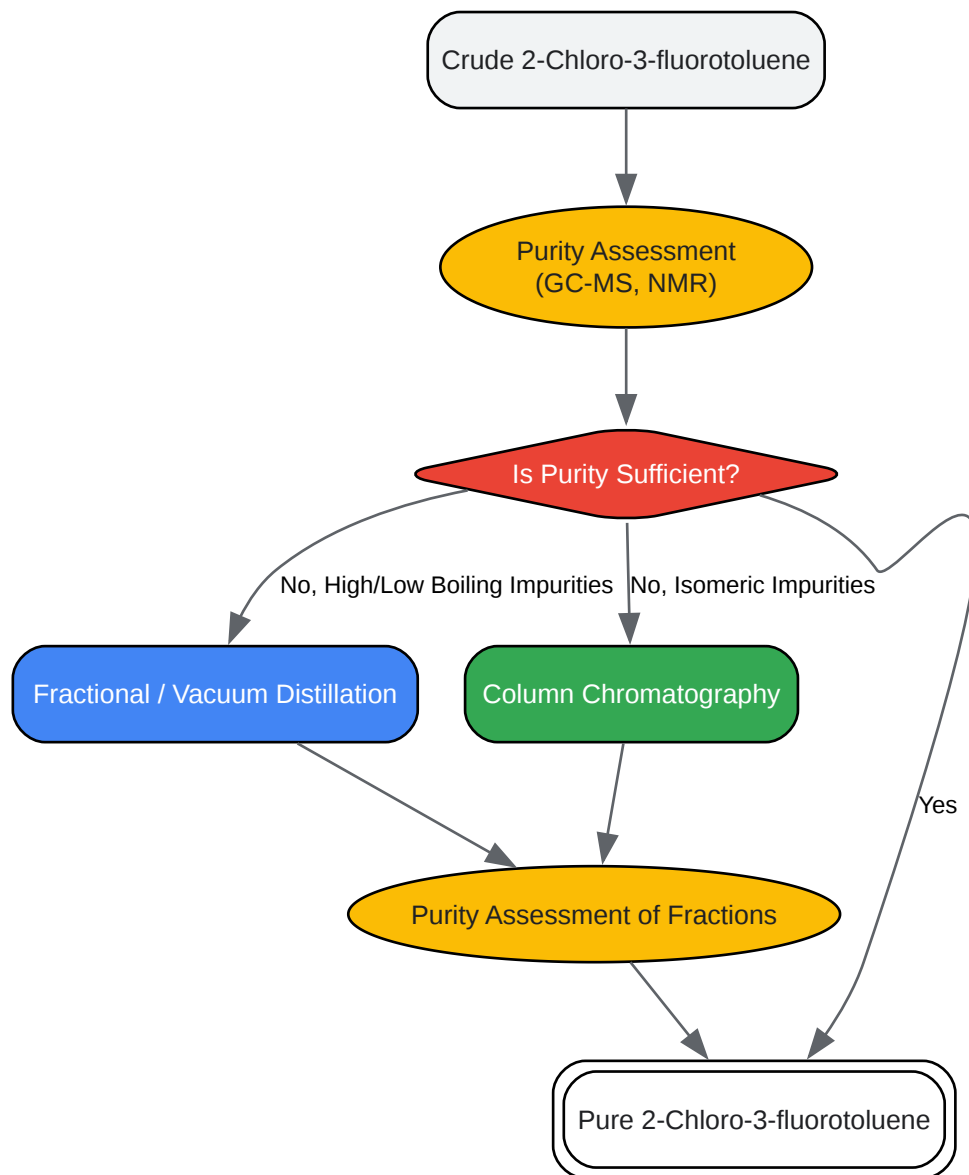 Crude 2-Chloro-3-fluorotoluene
Purity Assessment
(GC-MS, NMR)
Is Purity Sufficient?
No, High/Low Boiling Impurities
No, Isomeric Impurities
Fractional / Vacuum Distillation
Column Chromatography
Yes
Purity Assessment of Fractions
Pure 2-Chloro-3-fluorotoluene